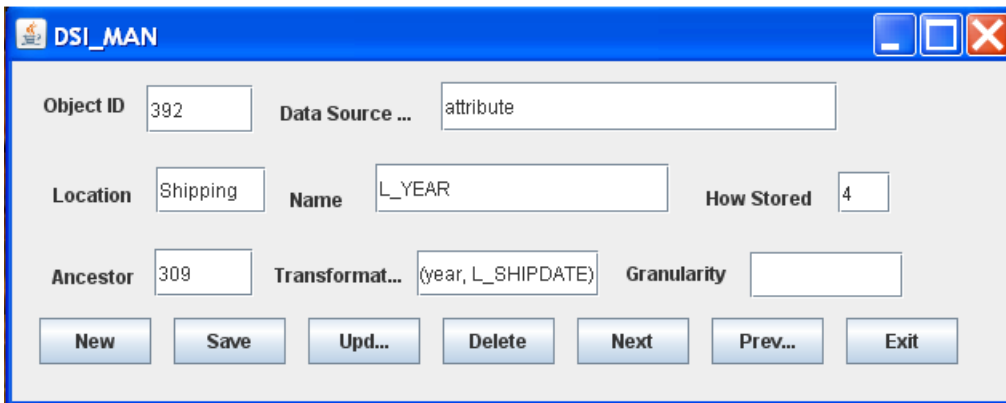 DSI_MAN
Object ID 392 Data Source ... attribute
Location Shipping Name L_YEAR How Stored 4
Ancestor 309 Transformat... (year, L_SHIPDATE) Granularity
New Save Upd... Delete Next Prev... Exit